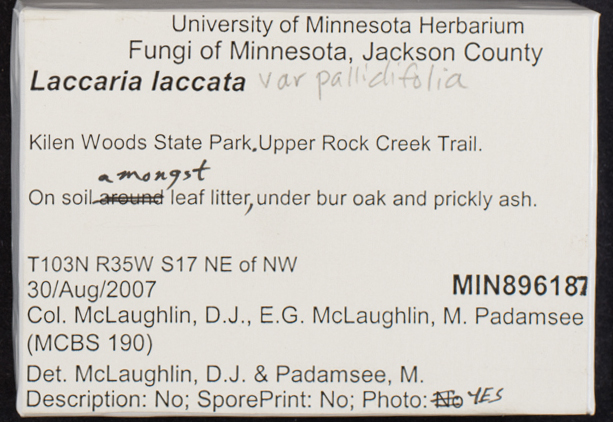 University of Minnesota Herbarium
Fungi of Minnesota, Jackson County
Laccaria laccata var pallidifolia
Kilen Woods State Park, Upper Rock Creek Trail.
amongst
On soil around leaf litter, under bur oak and prickly ash.
T103N R35W S17 NE of NW
30/Aug/2007
MIN896187
Col. McLaughlin, D.J., E.G. McLaughlin, M. Padamsee
(MCBS 190)
Det. McLaughlin, D.J. & Padamsee, M.
Description: No; SporePrint: No; Photo: No YES